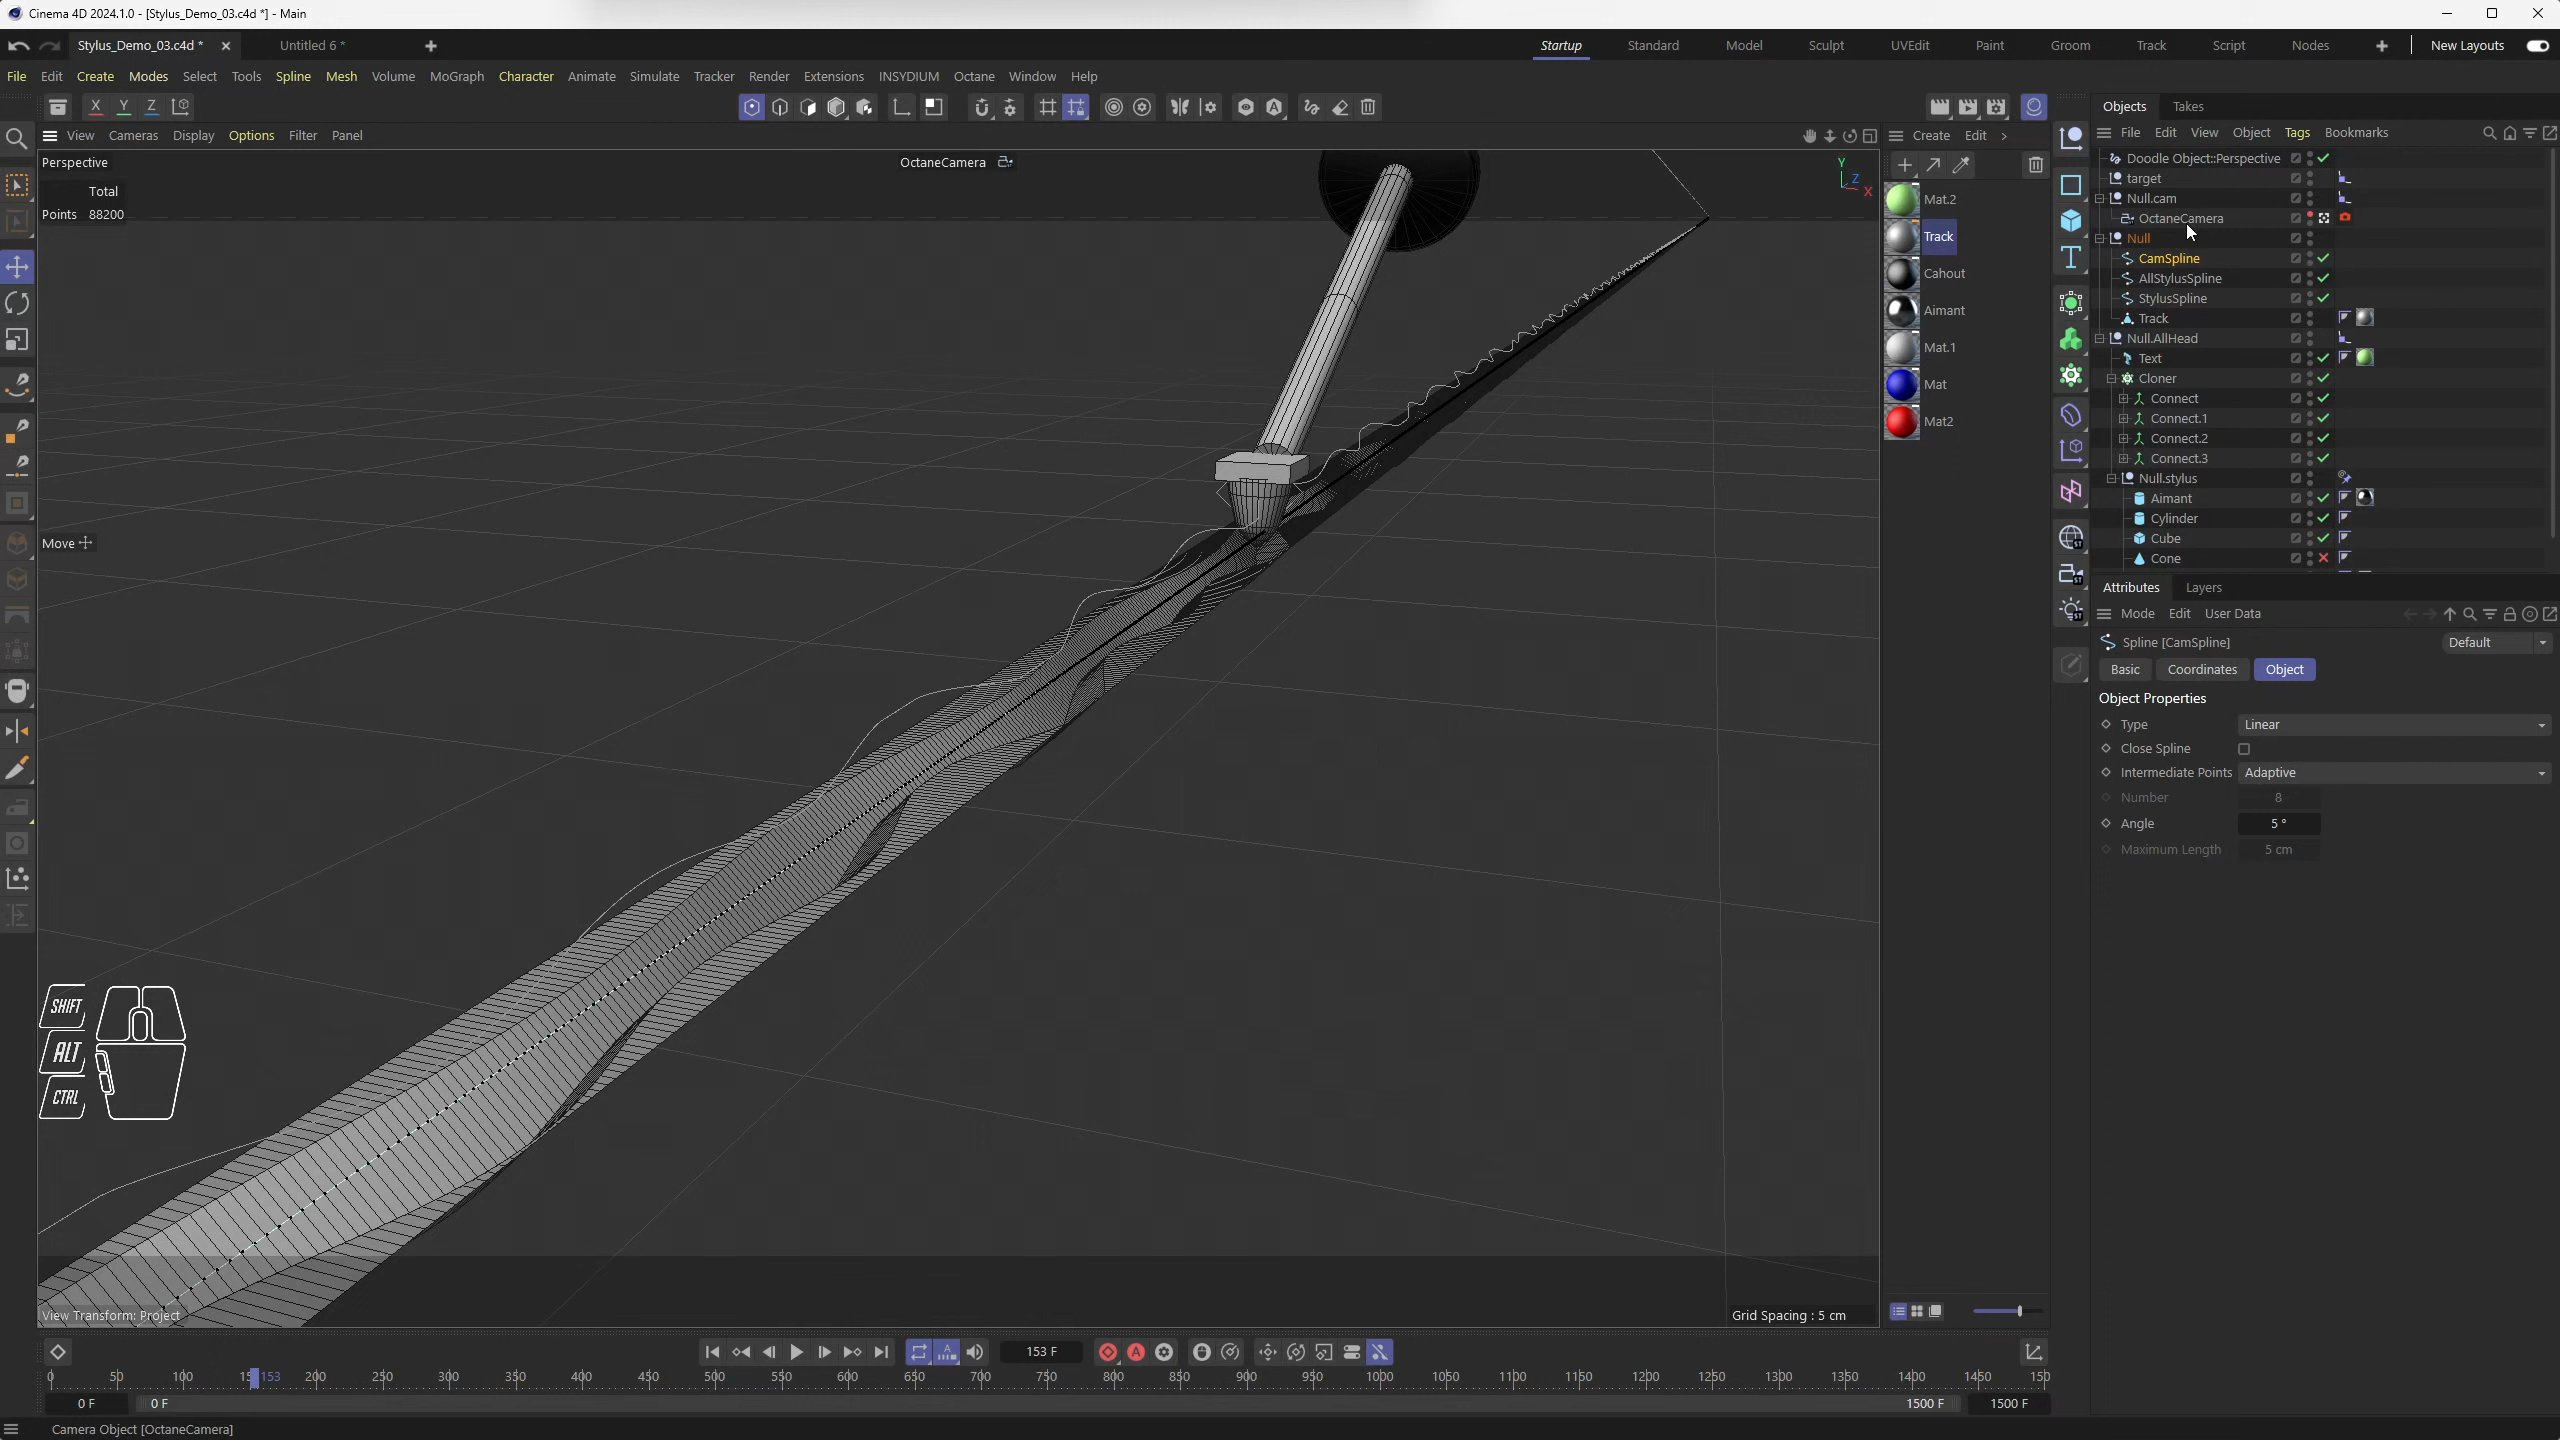 Cinema 4D 2024.1.0 - [Stylus_Demo_03.c4d *] - Main
Stylus_Demo_03.c4d *
Untitled 6 *
Startup
Standard
Model
Sculpt
UVEdit
Paint
Groom
Track
Script
Nodes
New Layouts
File
Edit
Create
Modes
Select
Tools
Spline
Mesh
Volume
MoGraph
Character
Animate
Simulate
Tracker
Render
Extensions
INSYDIUM
Octane
Window
Help
X
Y
Z
View
Cameras
Display
Options
Filter
Panel
Perspective
OctaneCamera
Total
Points 88200
Y
Z
X
Move
SHIFT
ALT
CTRL
View Transform: Project
Grid Spacing : 5 cm
Create
Edit
Mat.2
Track
Cahout
Aimant
Mat.1
Mat
Mat2
Objects
Takes
File
Edit
View
Object
Tags
Bookmarks
Doodle Object::Perspective
target
Null.cam
OctaneCamera
Null
CamSpline
AllStylusSpline
StylusSpline
Track
Null.AllHead
Text
Cloner
Connect
Connect.1
Connect.2
Connect.3
Null.stylus
Aimant
Cylinder
Cube
Cone
Attributes
Layers
Mode
Edit
User Data
Spline [CamSpline]
Default
Basic
Coordinates
Object
Object Properties
Type
Linear
Close Spline
Intermediate Points
Adaptive
Number
8
Angle
5 °
Maximum Length
5 cm
153 F
0 50 100 153 200 250 300 350 400 450 500 550 600 650 700 750 800 850 900 950 1000 1050 1100 1150 1200 1250 1300 1350 1400 1450 150
0 F
0 F
1500 F
1500 F
Camera Object [OctaneCamera]